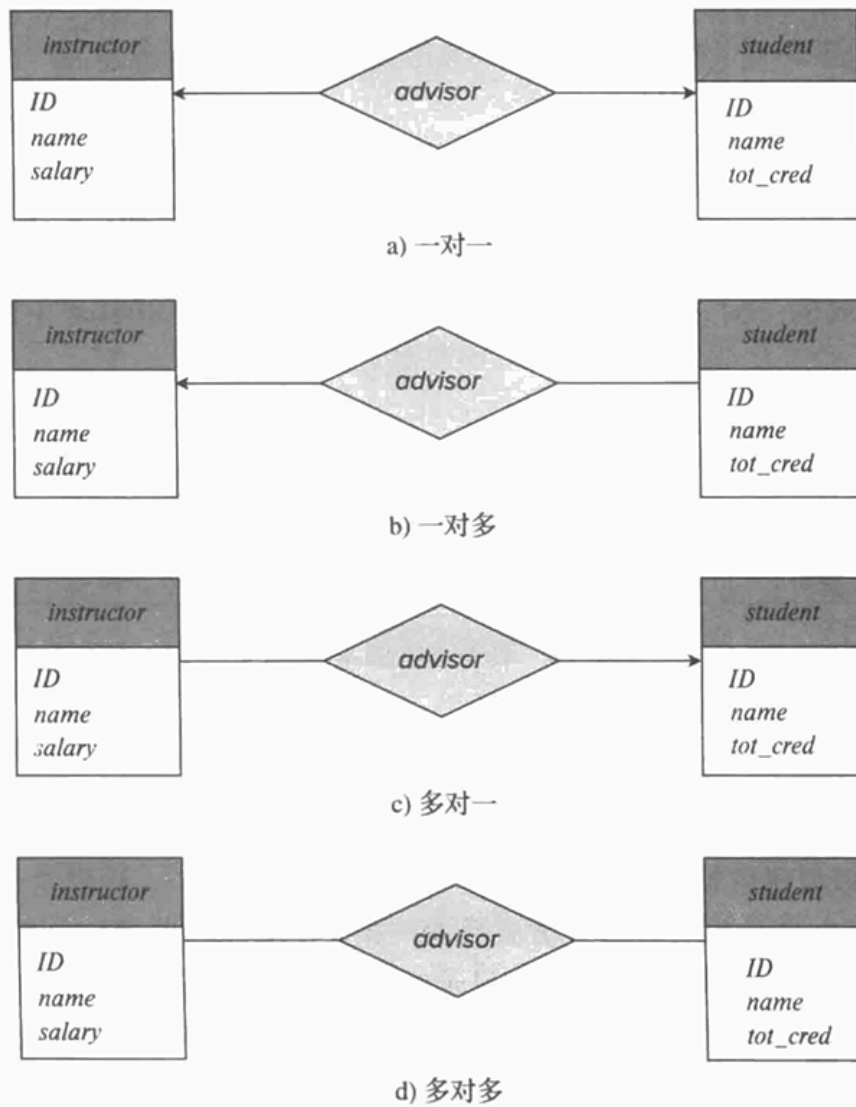 instructor
advisor
student
ID
name
salary
ID
name
tot_cred
a) 一对一
instructor
advisor
student
ID
name
salary
ID
name
tot_cred
b) 一对多
instructor
advisor
student
ID
name
salary
ID
name
tot_cred
c) 多对一
instructor
advisor
student
ID
name
salary
ID
name
tot_cred
d) 多对多